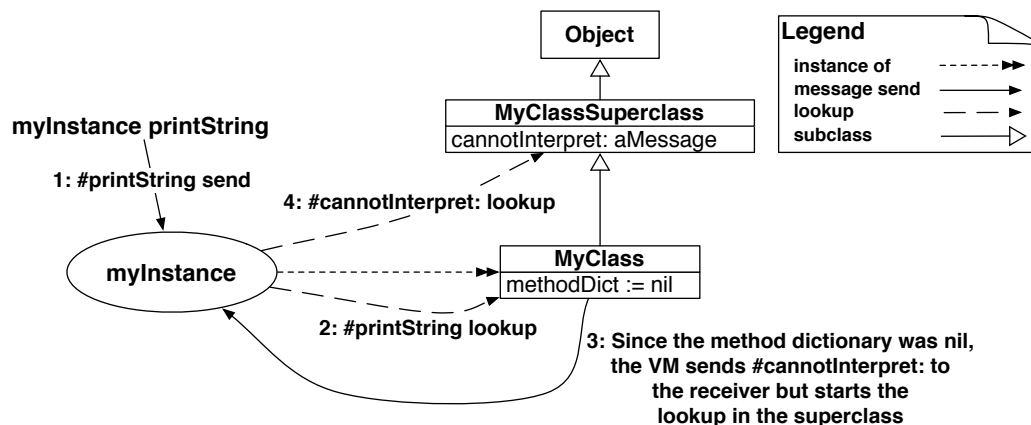 Object
Legend
instance of
message send
lookup
subclass
MyClassSuperclass
cannotInterpret: aMessage
myInstance printString
1: #printString send
4: #cannotInterpret: lookup
myInstance
MyClass
methodDict := nil
2: #printString lookup
3: Since the method dictionary was nil,
the VM sends #cannotInterpret: to
the receiver but starts the
lookup in the superclass